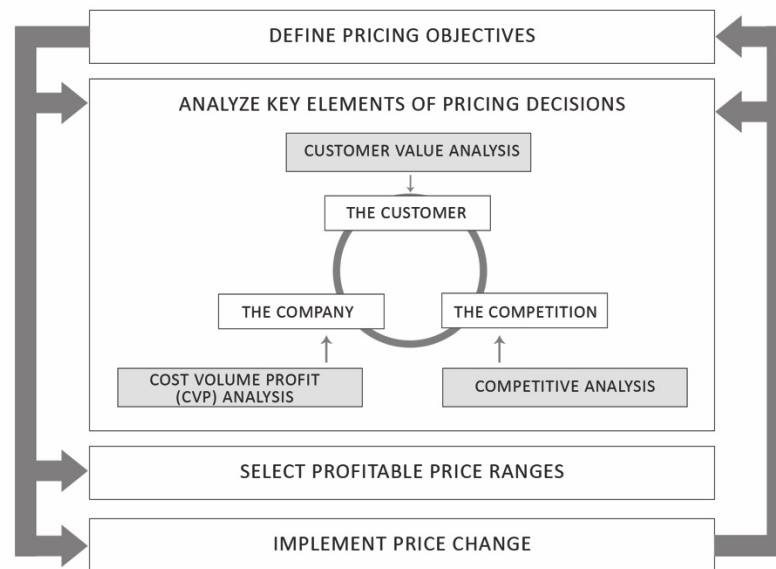 DEFINE PRICING OBJECTIVES
ANALYZE KEY ELEMENTS OF PRICING DECISIONS
CUSTOMER VALUE ANALYSIS
THE CUSTOMER
THE COMPANY
THE COMPETITION
COST VOLUME PROFIT
(CVP) ANALYSIS
COMPETITIVE ANALYSIS
SELECT PROFITABLE PRICE RANGES
IMPLEMENT PRICE CHANGE